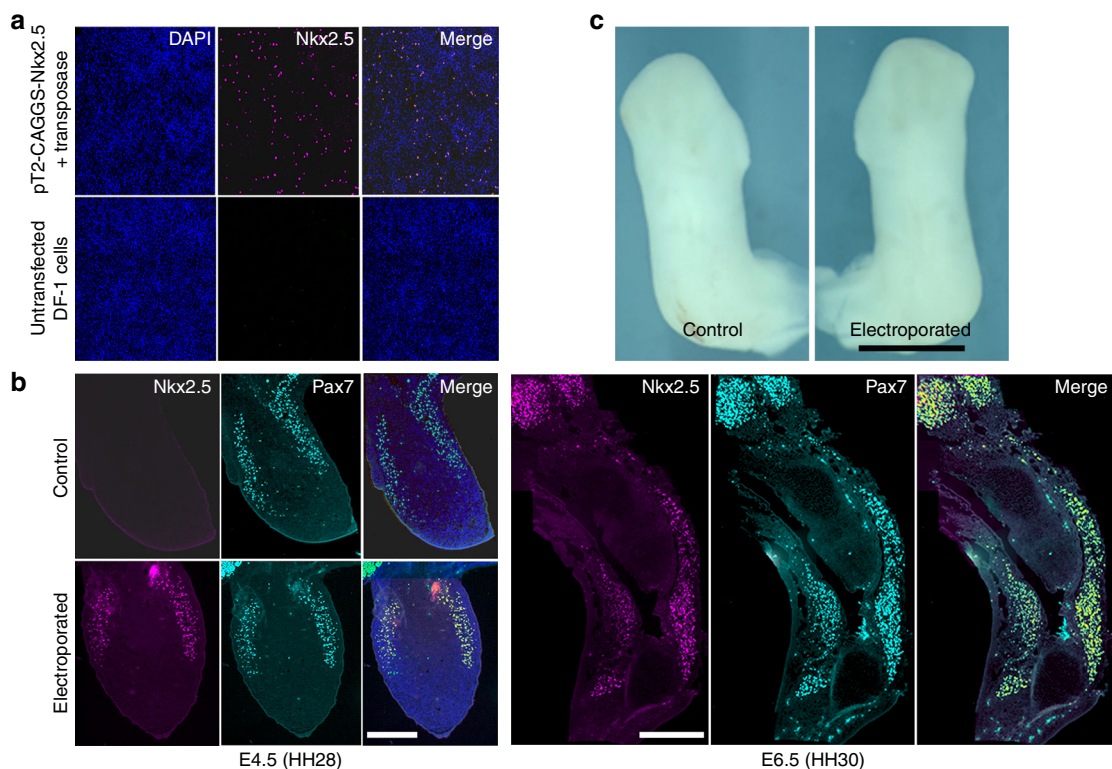 a
pT2-CAGGS-Nkx2.5
+ transposase
DAPI
Nkx2.5
Merge
Untransfected
DF-1 cells
c
Control
Electroporated
b
Nkx2.5
Pax7
Merge
Control
Electroporated
E4.5 (HH28)
Nkx2.5
Pax7
Merge
E6.5 (HH30)